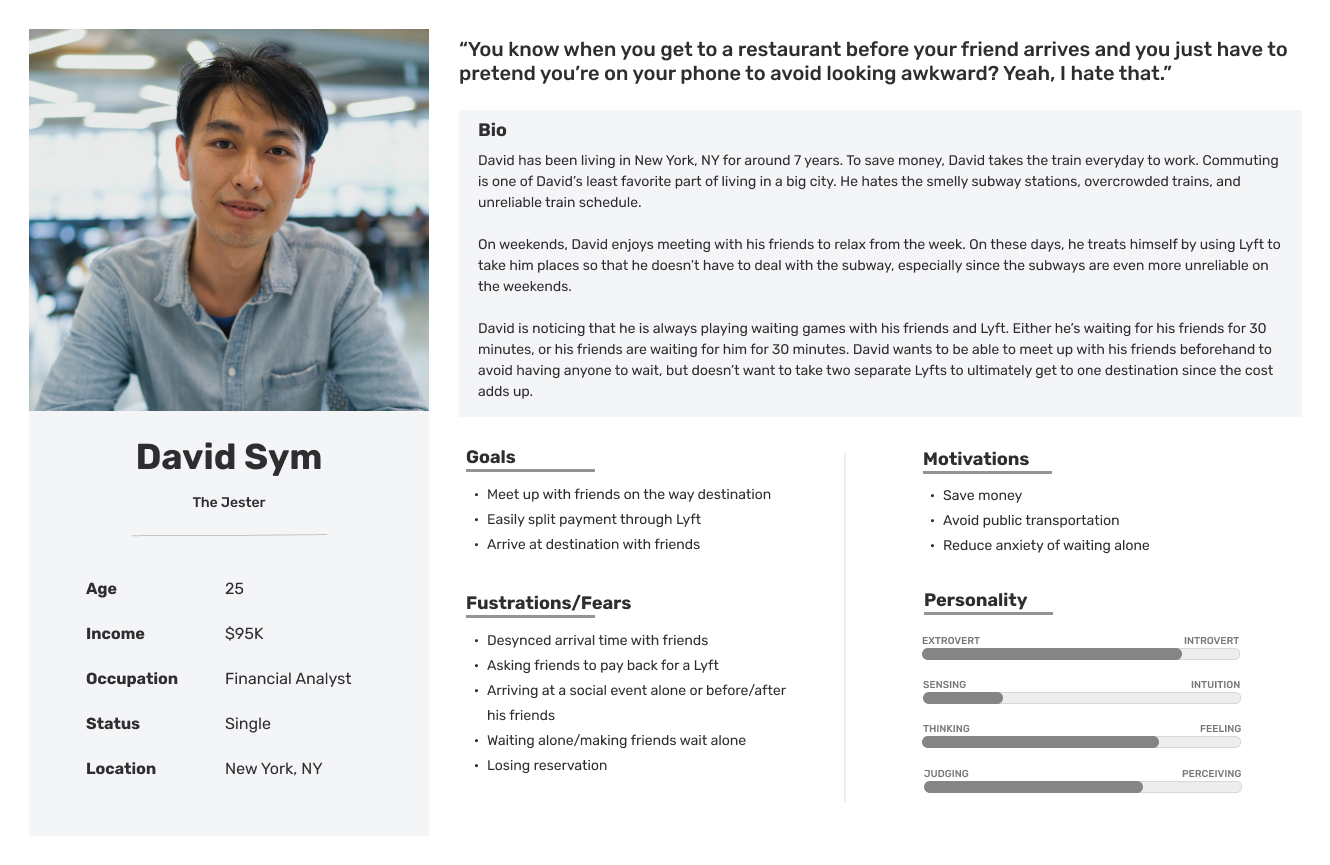 “You know when you get to a restaurant before your friend arrives and you just have to
pretend you’re on your phone to avoid looking awkward? Yeah, I hate that.”
Bio
David has been living in New York, NY for around 7 years. To save money, David takes the train everyday to work. Commuting
is one of David’s least favorite part of living in a big city. He hates the smelly subway stations, overcrowded trains, and
unreliable train schedule.
On weekends, David enjoys meeting with his friends to relax from the week. On these days, he treats himself by using Lyft to
take him places so that he doesn’t have to deal with the subway, especially since the subways are even more unreliable on
the weekends.
David is noticing that he is always playing waiting games with his friends and Lyft. Either he’s waiting for his friends for 30
minutes, or his friends are waiting for him for 30 minutes. David wants to be able to meet up with his friends beforehand to
avoid having anyone to wait, but doesn’t want to take two separate Lyfts to ultimately get to one destination since the cost
adds up.
David Sym
The Jester
Age 25
Income $95K
Occupation Financial Analyst
Status Single
Location New York, NY
Goals
• Meet up with friends on the way destination
• Easily split payment through Lyft
• Arrive at destination with friends
Fustrations/Fears
• Desynced arrival time with friends
• Asking friends to pay back for a Lyft
• Arriving at a social event alone or before/after
his friends
• Waiting alone/making friends wait alone
• Losing reservation
Motivations
• Save money
• Avoid public transportation
• Reduce anxiety of waiting alone
Personality
EXTROVERT INTROVERT
SENSING INTUITION
THINKING FEELING
JUDGING PERCEIVING